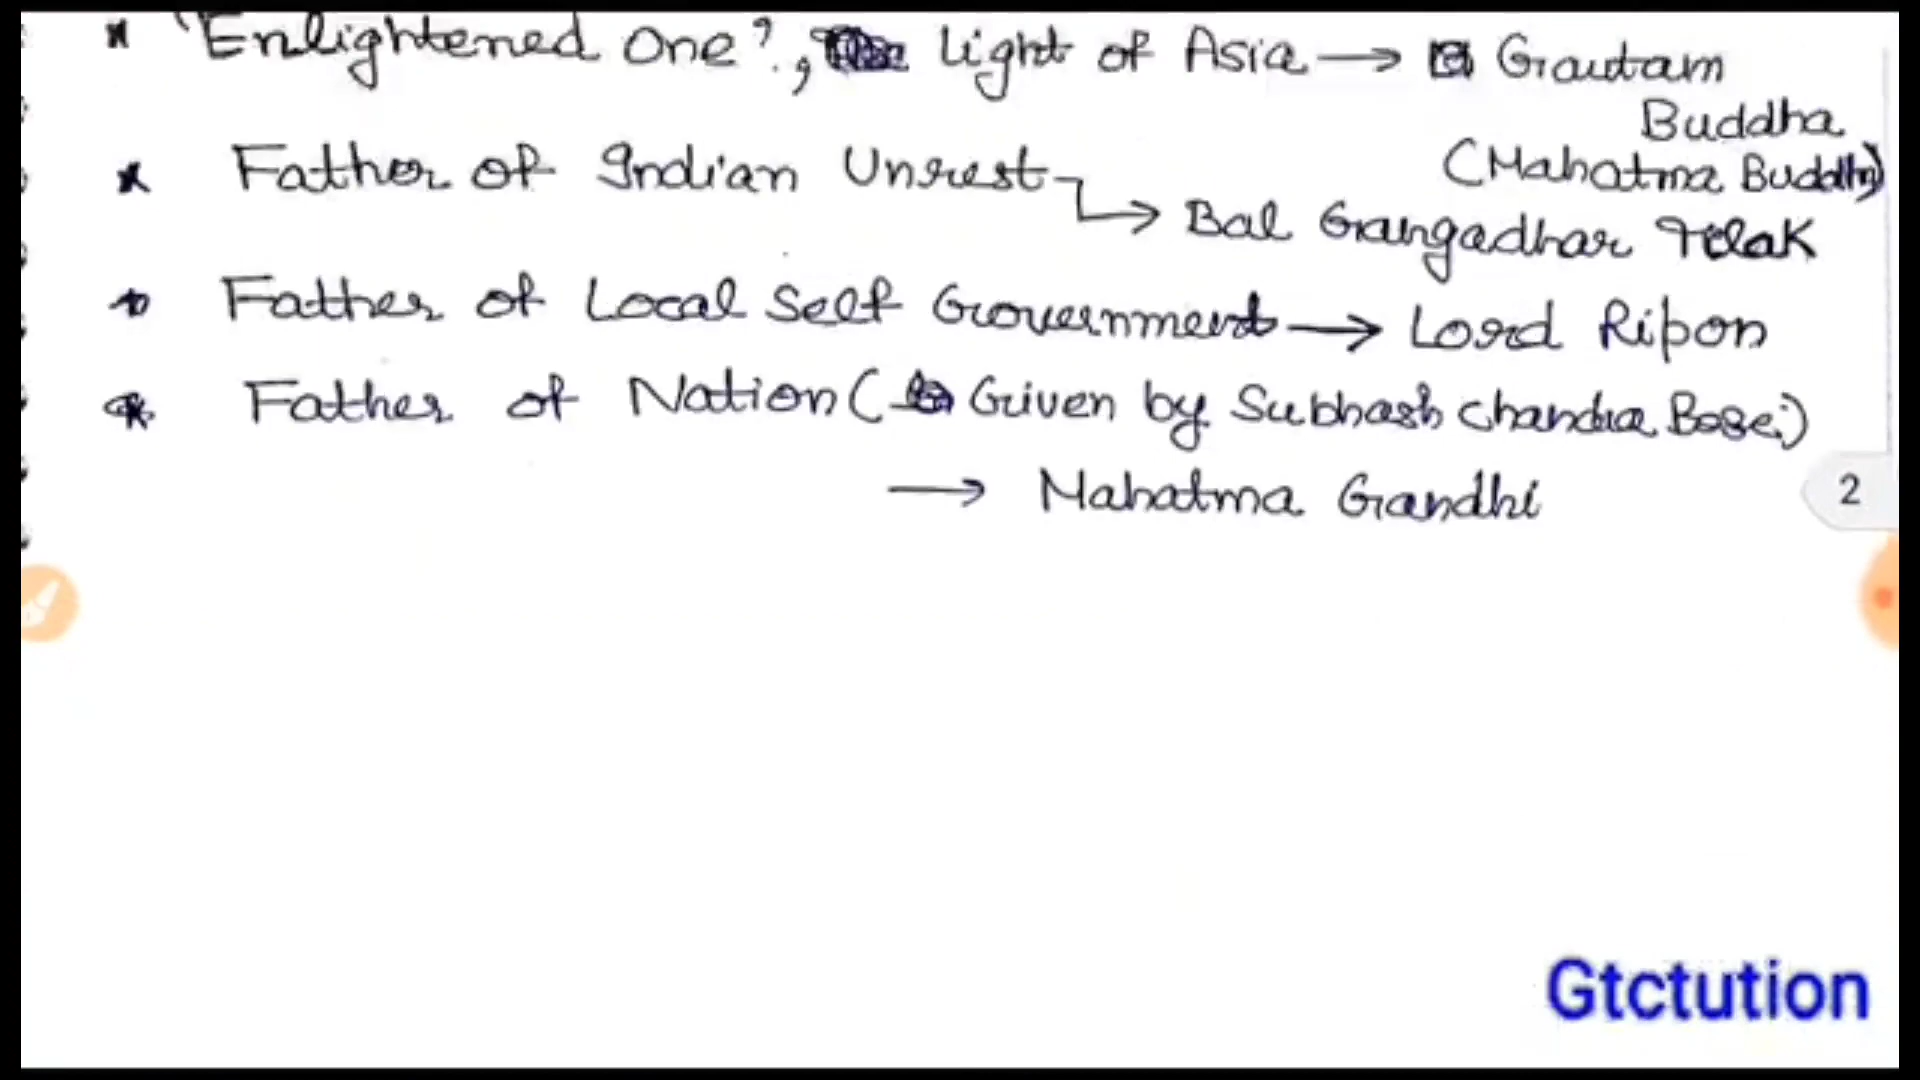 * 'Enlightened One', Light of Asia → Gautam
Buddha
(Mahatma Buddha)
* Father of Indian Unrest
→ Bal Gangadhar Tilak
* Father of Local Self Government → Lord Ripon
* Father of Nation ( Given by Subhash Chandra Bose.)
→ Mahatma Gandhi
2
Gtctution